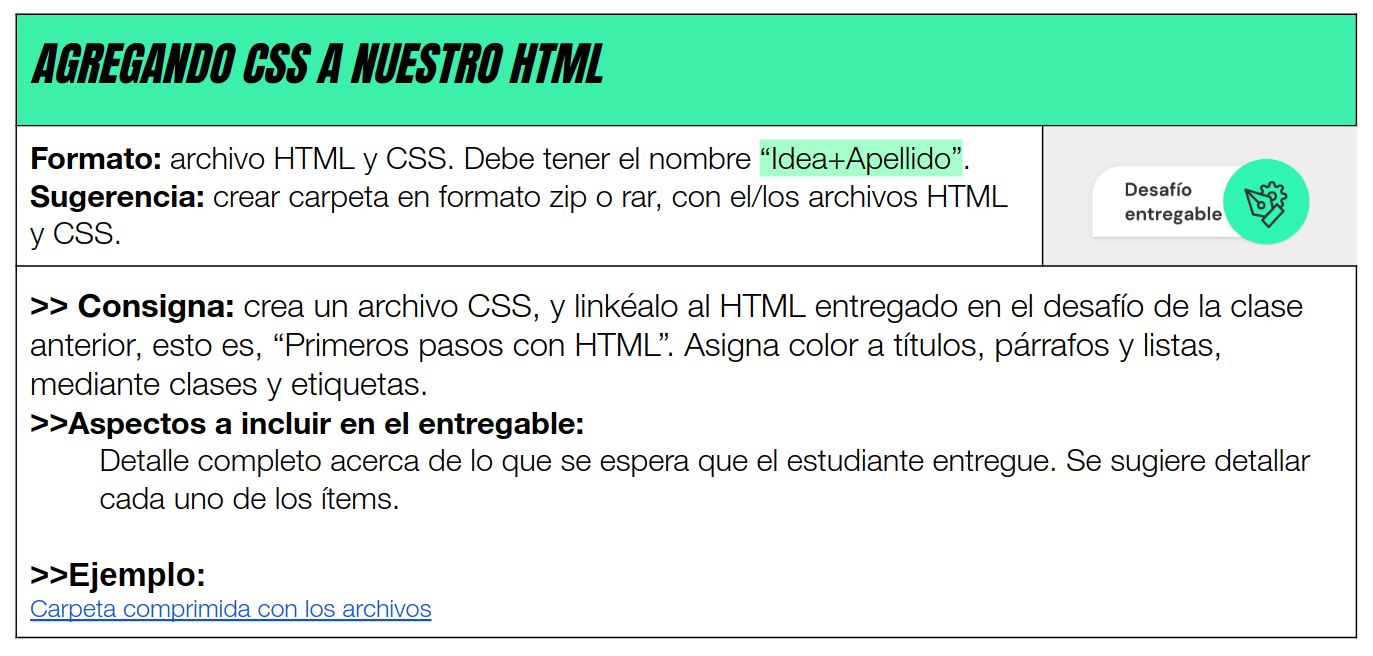 AGREGANDO CSS A NUESTRO HTML
Formato: archivo HTML y CSS. Debe tener el nombre “Idea+Apellido”.
Sugerencia: crear carpeta en formato zip o rar, con el/los archivos HTML
y CSS.
Desafío
entregable
>> Consigna: crea un archivo CSS, y linkéalo al HTML entregado en el desafío de la clase
anterior, esto es, “Primeros pasos con HTML”. Asigna color a títulos, párrafos y listas,
mediante clases y etiquetas.
>>Aspectos a incluir en el entregable:
Detalle completo acerca de lo que se espera que el estudiante entregue. Se sugiere detallar
cada uno de los ítems.
>>Ejemplo:
Carpeta comprimida con los archivos